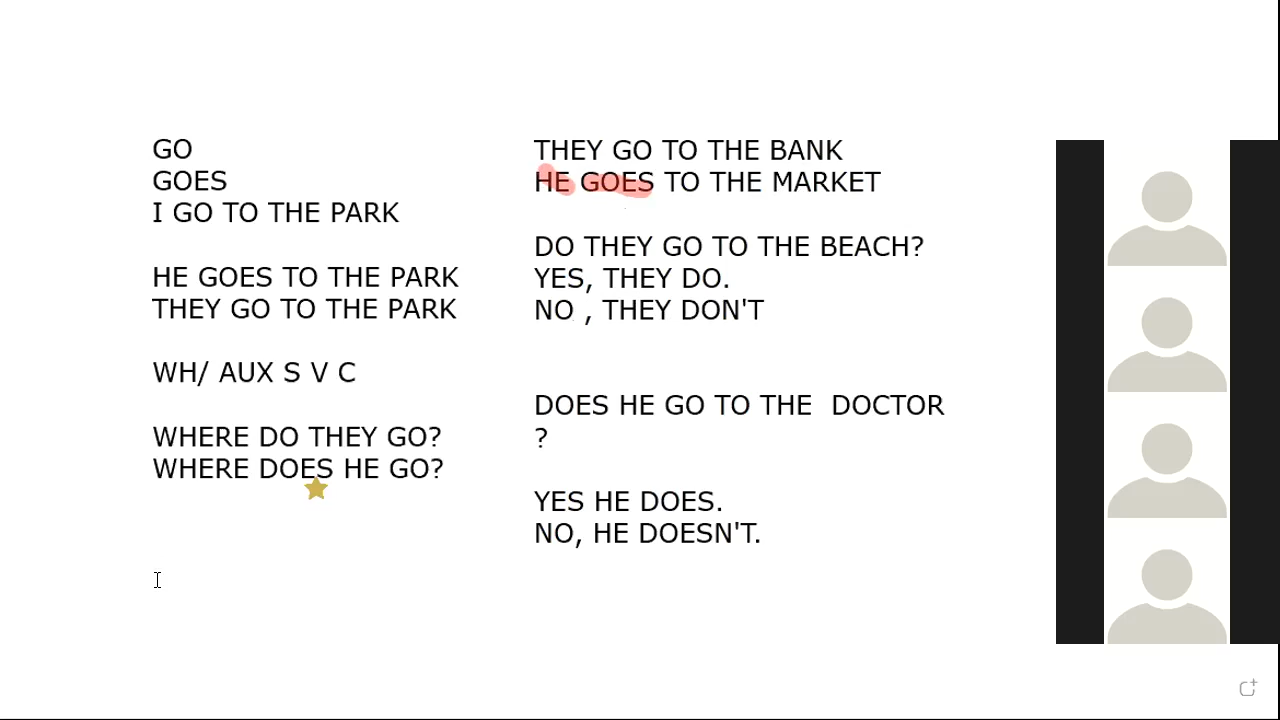 GO
GOES
I GO TO THE PARK
HE GOES TO THE PARK
THEY GO TO THE PARK
WH/ AUX S V C
WHERE DO THEY GO?
WHERE DOES HE GO?
THEY GO TO THE BANK
HE GOES TO THE MARKET
DO THEY GO TO THE BEACH?
YES, THEY DO.
NO , THEY DON'T
DOES HE GO TO THE  DOCTOR
?
YES HE DOES.
NO, HE DOESN'T.